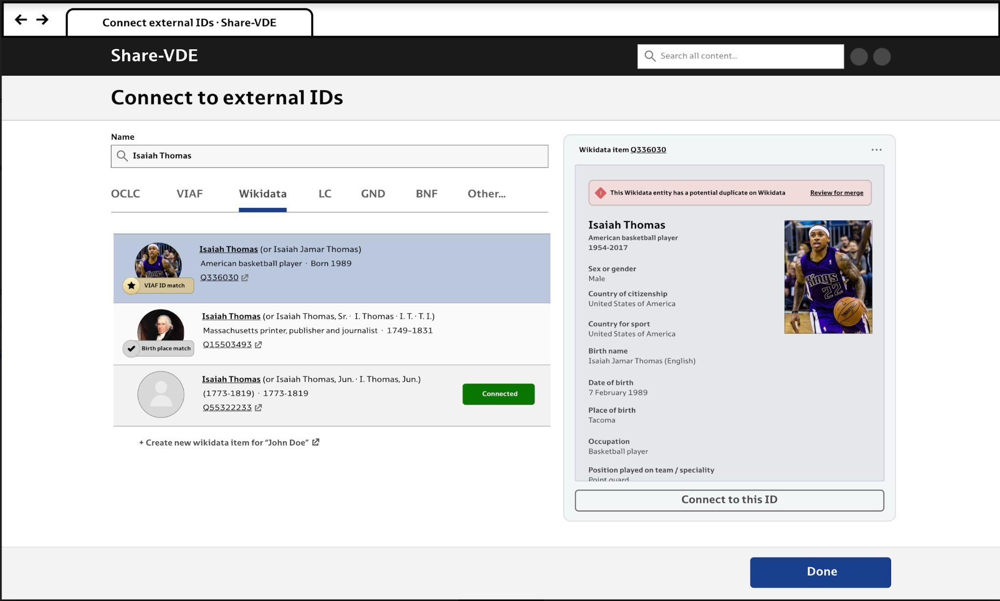 Connect external IDs · Share-VDE
Share-VDE
Search all content...
Connect to external IDs
Name
Isaiah Thomas
OCLC VIAF Wikidata LC GND BNF Other...
Isaiah Thomas (or Isaiah Jamar Thomas)
American basketball player · Born 1989
Q336030
VIAF ID match
Isaiah Thomas (or Isaiah Thomas, Sr. · I. Thomas · I. T. · T. I.)
Massachusetts printer, publisher and journalist · 1749–1831
Q15503493
Birth place match
Isaiah Thomas (or Isaiah Thomas, Jun. · I. Thomas, Jun.)
(1773-1819) · 1773-1819
Q55322233
Connected
+ Create new wikidata item for “John Doe”
Wikidata item Q336030
This Wikidata entity has a potential duplicate on Wikidata Review for merge
Isaiah Thomas
American basketball player
1954-2017
Sex or gender
Male
Country of citizenship
United States of America
Country for sport
United States of America
Birth name
Isaiah Jamar Thomas (English)
Date of birth
7 February 1989
Place of birth
Tacoma
Occupation
Basketball player
Position played on team / speciality
Point guard
Kings
22
SPALDING
Connect to this ID
Done